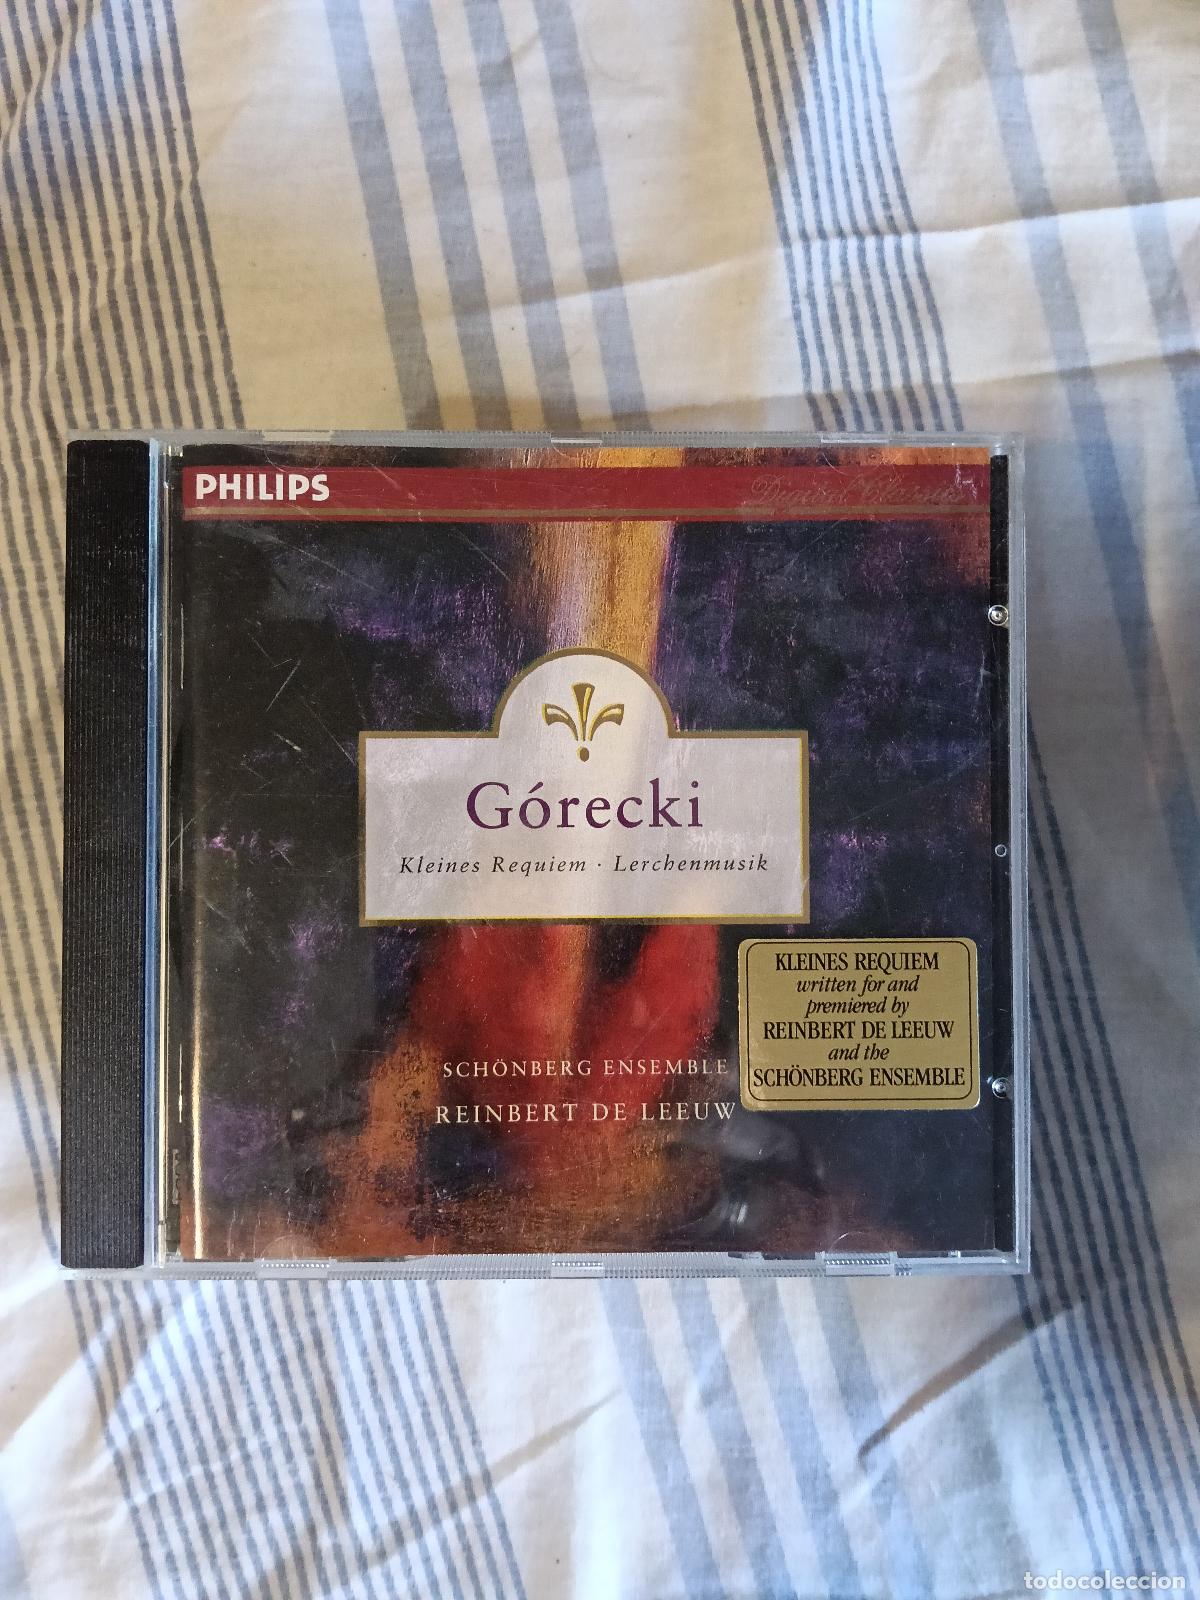 PHILIPS
Digital Classics
Górecki
Kleines Requiem · Lerchenmusik
SCHÖNBERG ENSEMBLE
REINBERT DE LEEUW
KLEINES REQUIEM
written for and
premiered by
REINBERT DE LEEUW
and the
SCHÖNBERG ENSEMBLE
todocoleccion